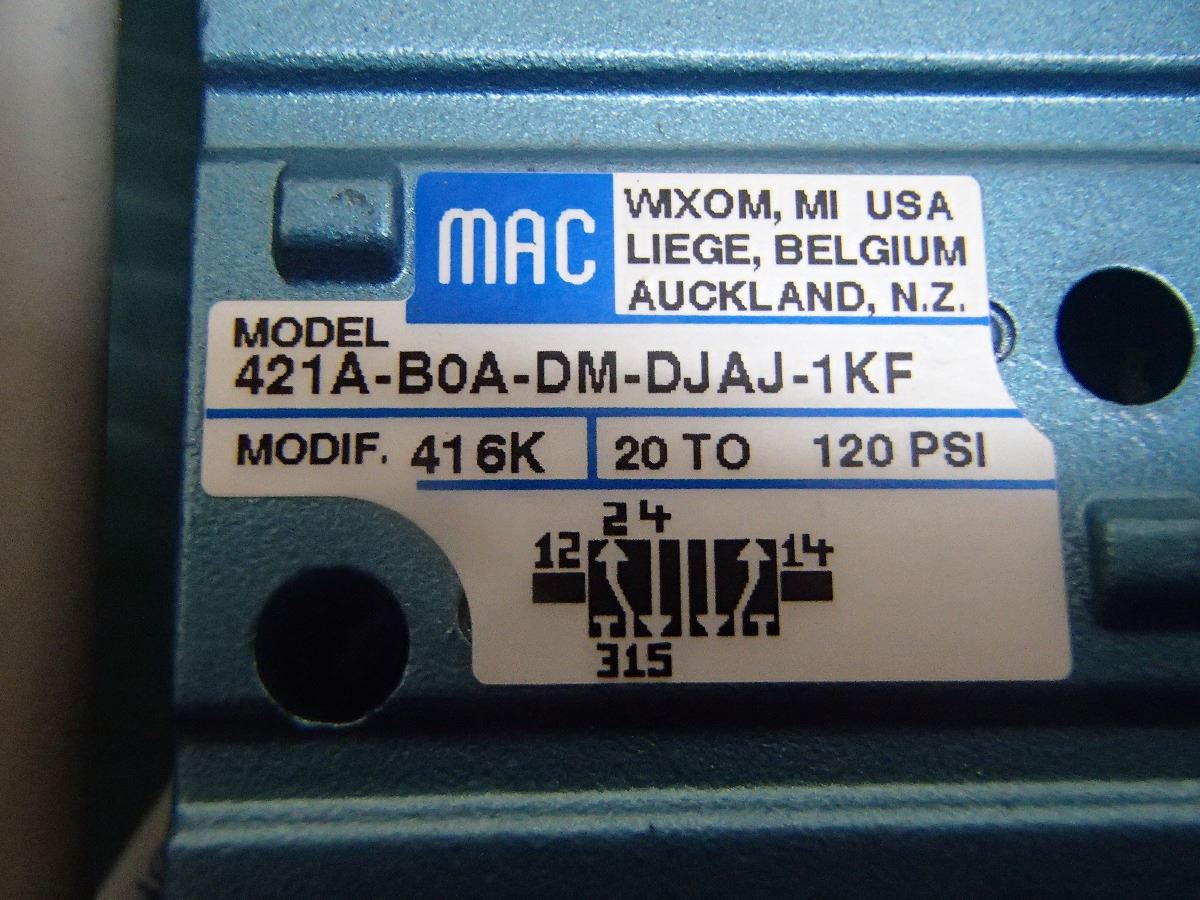 MAC
WIXOM, MI USA
LIEGE, BELGIUM
AUCKLAND, N.Z.
MODEL
421A-B0A-DM-DJAJ-1KF
MODIF. 416K 20 TO 120 PSI
24
12 14
315